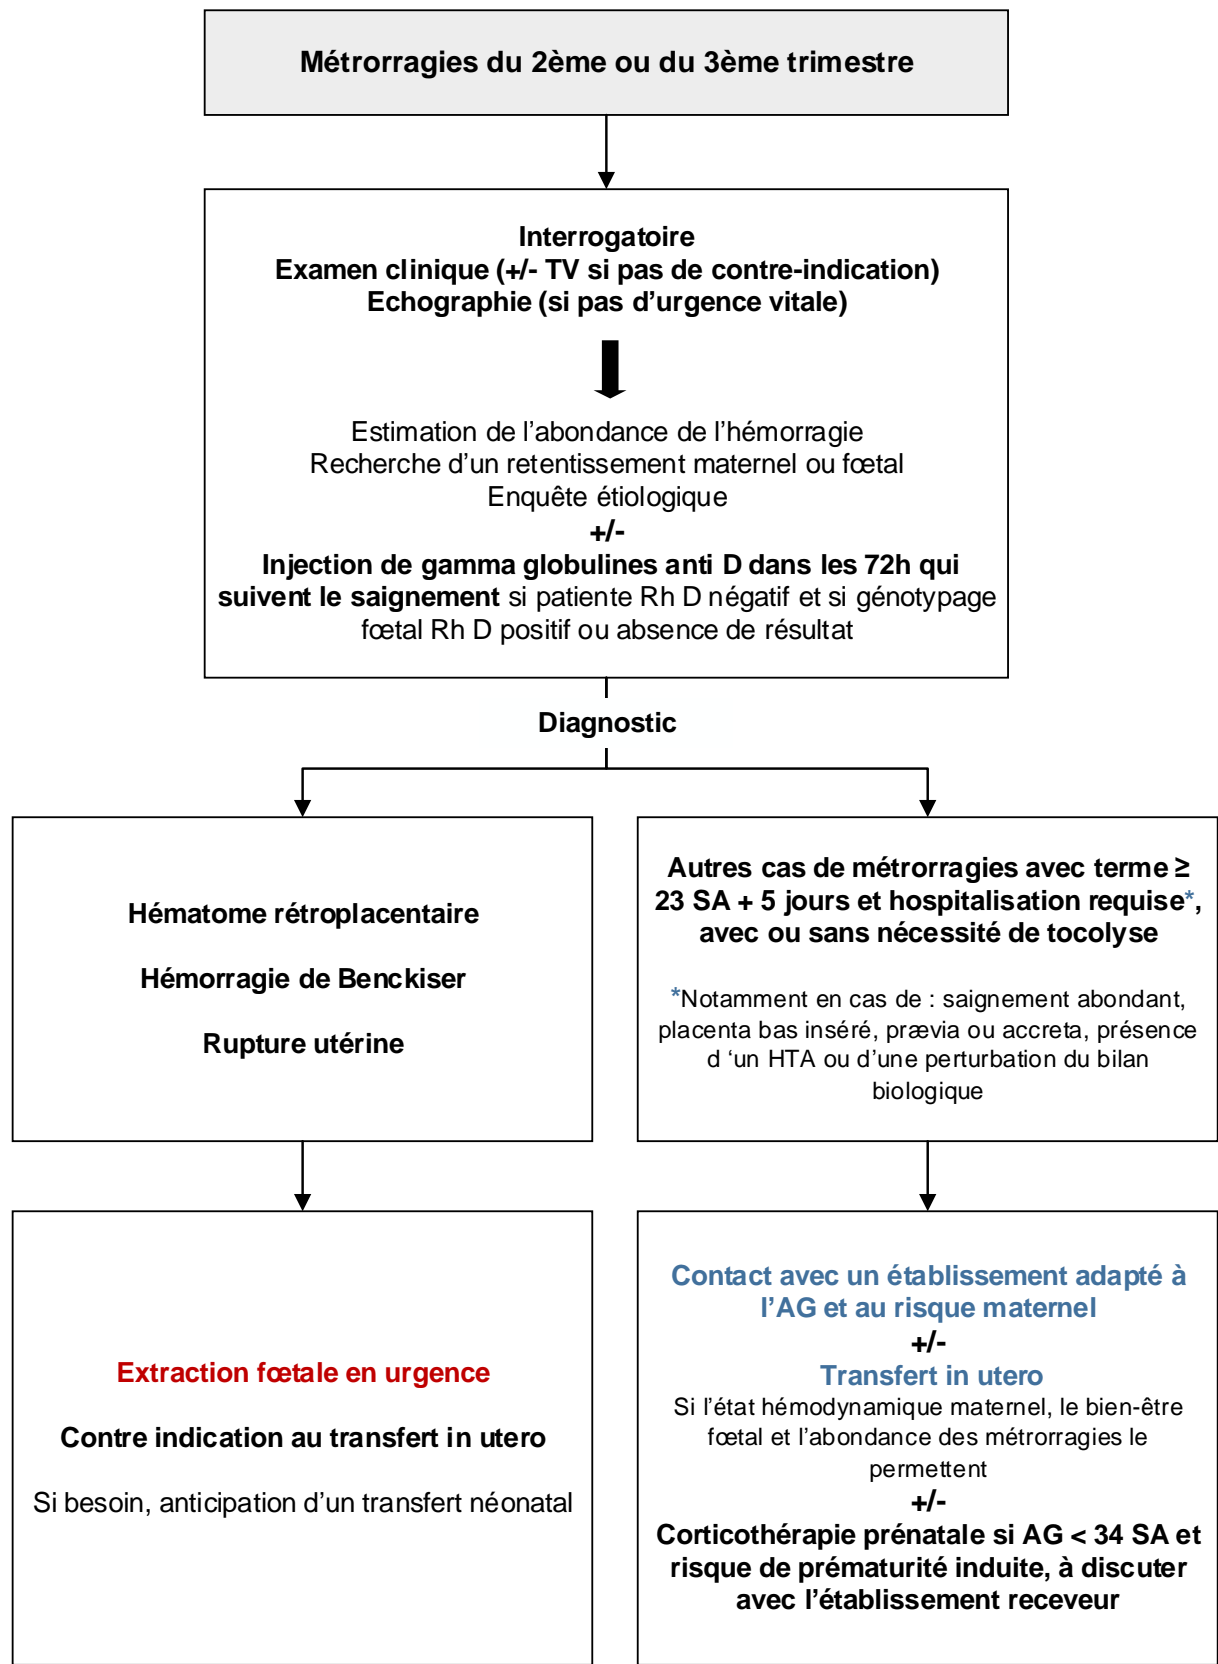 Métrorragies du 2ème ou du 3ème trimestre
Interrogatoire
Examen clinique (+/- TV si pas de contre-indication)
Echographie (si pas d’urgence vitale)
Estimation de l’abondance de l’hémorragie
Recherche d’un retentissement maternel ou fœtal
Enquête étiologique
+/-
Injection de gamma globulines anti D dans les 72h qui
suivent le saignement si patiente Rh D négatif et si génotypage
fœtal Rh D positif ou absence de résultat
Diagnostic
Hématome rétroplacentaire
Hémorragie de Benckiser
Rupture utérine
Autres cas de métrorragies avec terme ≥
23 SA + 5 jours et hospitalisation requise*,
avec ou sans nécessité de tocolyse
*Notamment en cas de : saignement abondant,
placenta bas inséré, prævia ou accreta, présence
d ‘un HTA ou d’une perturbation du bilan
biologique
Extraction fœtale en urgence
Contre indication au transfert in utero
Si besoin, anticipation d’un transfert néonatal
Contact avec un établissement adapté à
l’AG et au risque maternel
+/-
Transfert in utero
Si l’état hémodynamique maternel, le bien-être
fœtal et l’abondance des métrorragies le
permettent
+/-
Corticothérapie prénatale si AG < 34 SA et
risque de prématurité induite, à discuter
avec l’établissement receveur